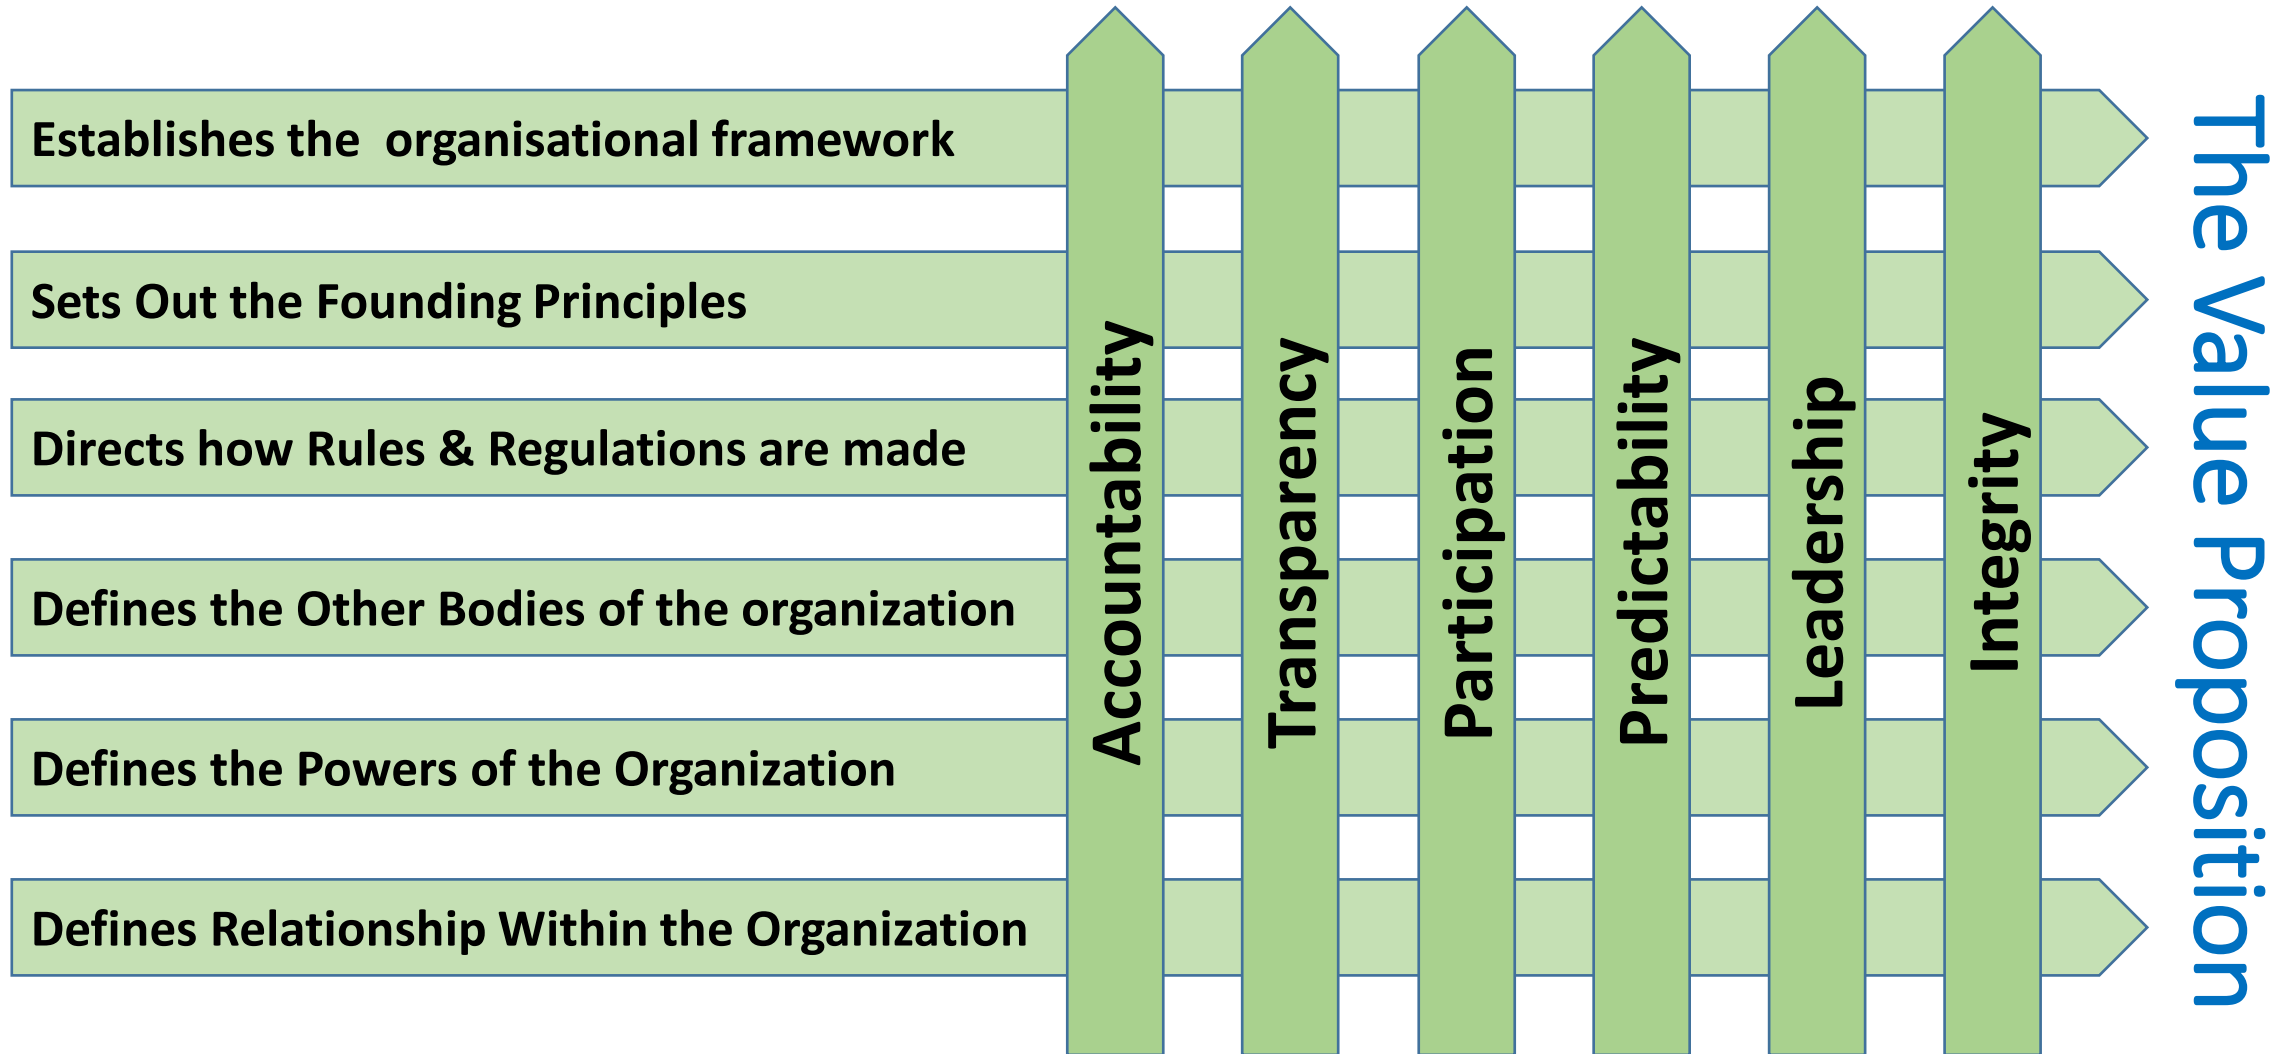 Establishes the  organisational framework
Sets Out the Founding Principles
Directs how Rules & Regulations are made
Defines the Other Bodies of the organization
Defines the Powers of the Organization
Defines Relationship Within the Organization
Accountability
Transparency
Participation
Predictability
Leadership
Integrity
The Value Proposition